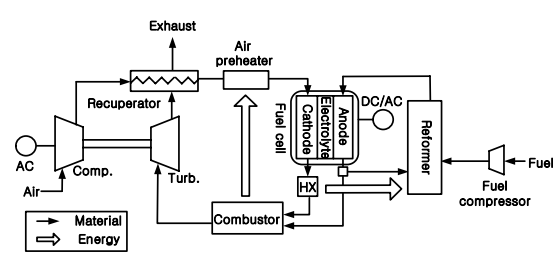 Exhaust
Air
preheater
Recuperator
DC/AC
Fuel cell
Cathode
Electrolyte
Anode
Reformer
AC
Comp.
Turb.
Air
HX
Fuel
Fuel
compressor
Combustor
Material
Energy